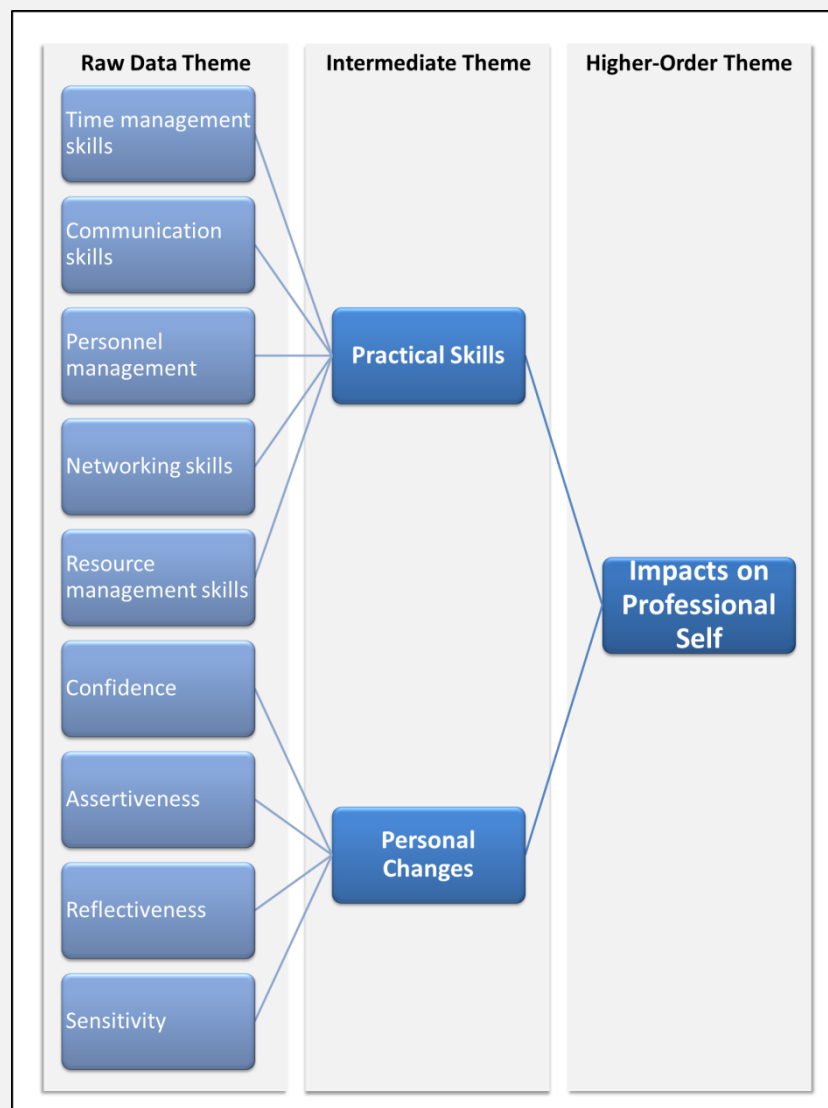 Raw Data Theme
Intermediate Theme
Higher-Order Theme
Time management
skills
Communication
skills
Personnel
management
Networking skills
Resource
management skills
Confidence
Assertiveness
Reflectiveness
Sensitivity
Practical Skills
Personal
Changes
Impacts on
Professional
Self